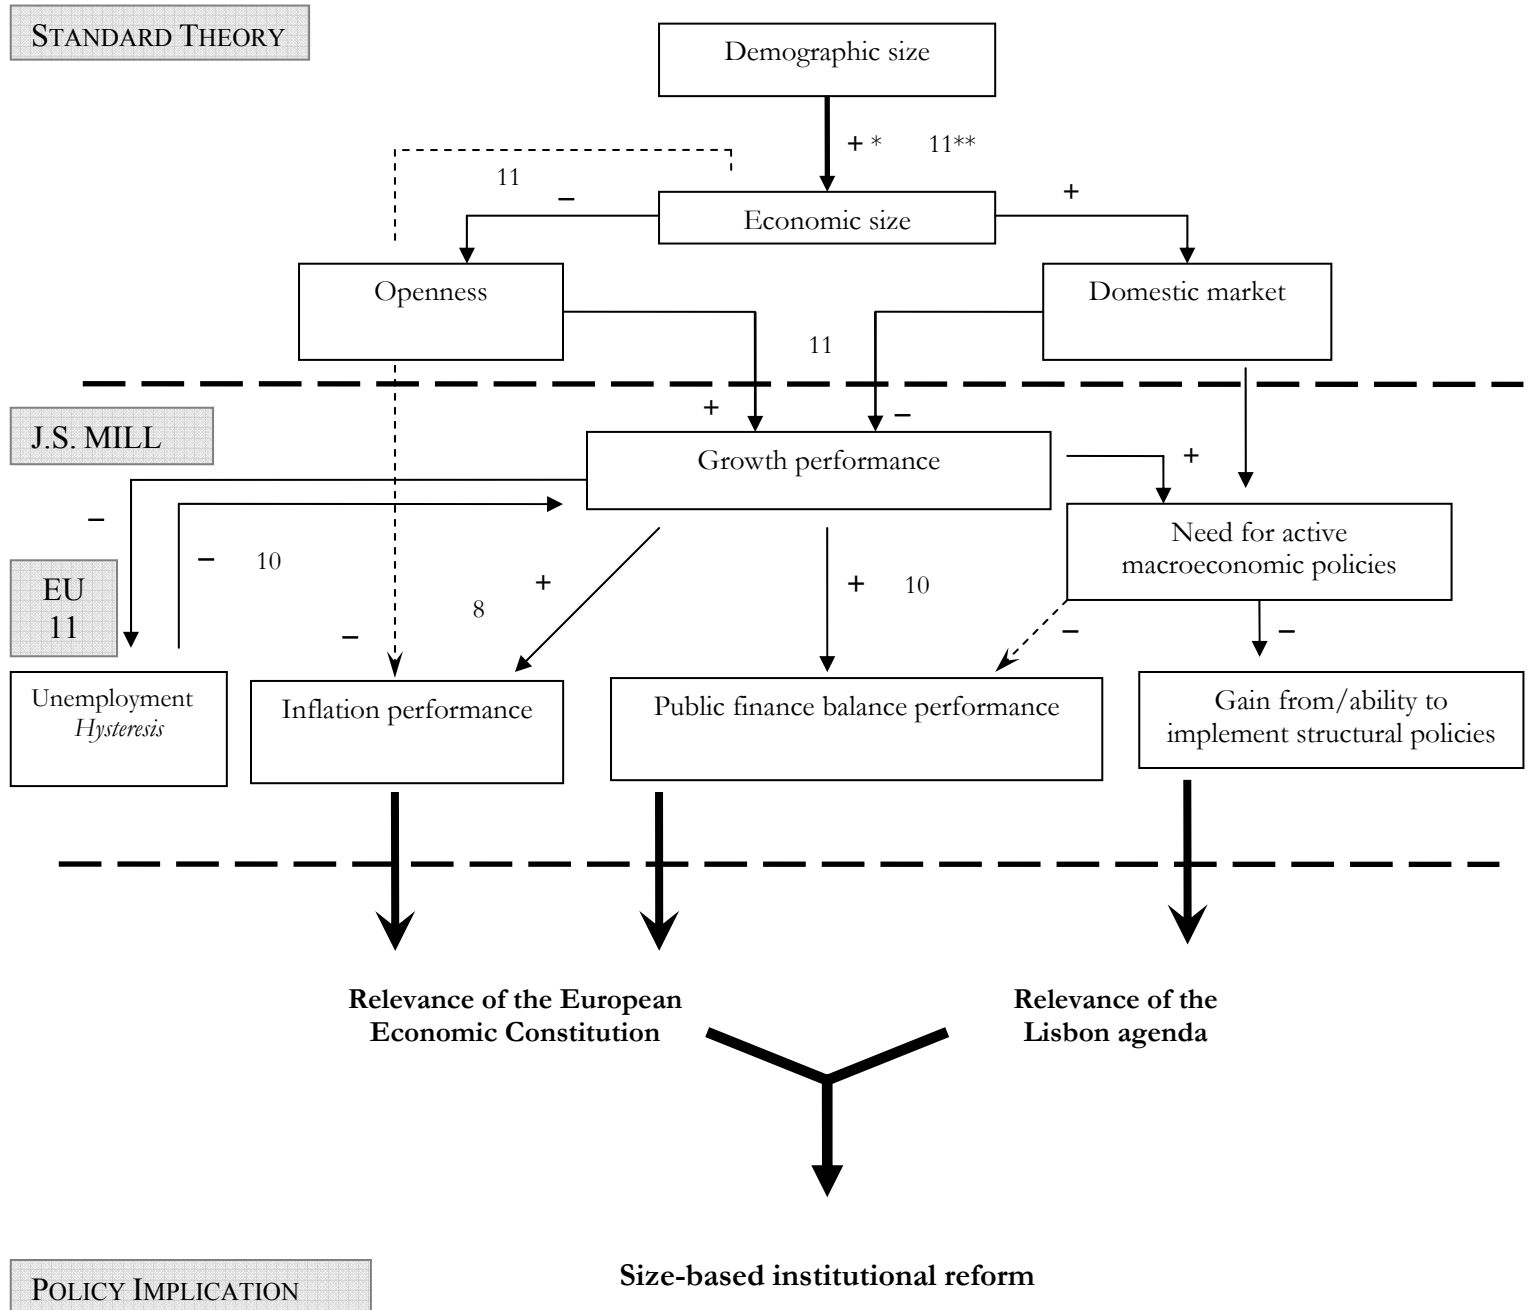 STANDARD THEORY
Demographic size
+ * 11**
11
−
+
Economic size
Openness
Domestic market
11
+
−
J.S. MILL
Growth performance
+
−
Need for active
macroeconomic policies
− 10
+
8
+ 10
EU
11
−
−
−
Unemployment
Hysteresis
Inflation performance
Public finance balance performance
Gain from/ability to
implement structural policies
Relevance of the European
Economic Constitution
Relevance of the
Lisbon agenda
Size-based institutional reform
POLICY IMPLICATION